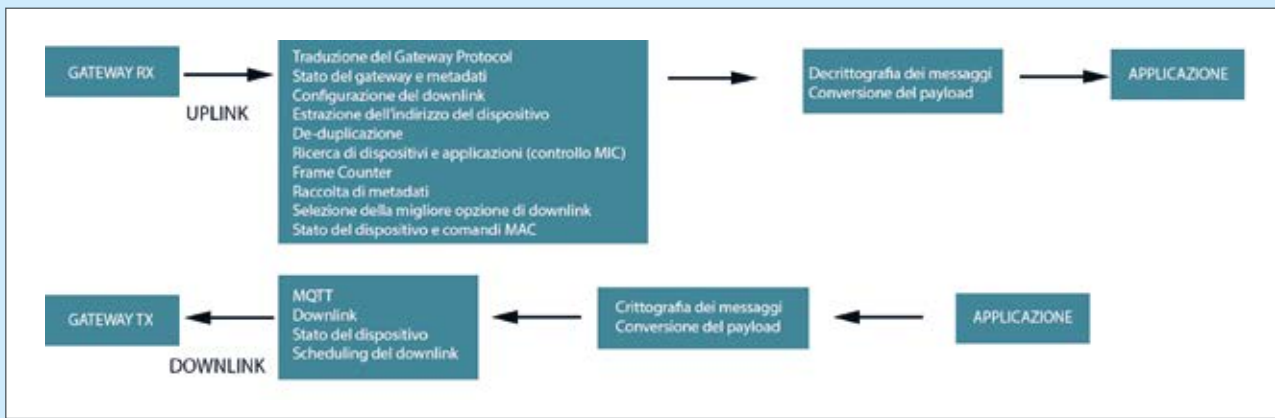 GATEWAY RX
UPLINK
Traduzione del Gateway Protocol
Stato del gateway e metadati
Configurazione del downlink
Estrazione dell'indirizzo del dispositivo
De-duplicazione
Ricerca di dispositivi e applicazioni (controllo MIC)
Frame Counter
Raccolta di metadati
Selezione della migliore opzione di downlink
Stato del dispositivo e comandi MAC
Decrittografia dei messaggi
Conversione del payload
APPLICAZIONE
GATEWAY TX
DOWNLINK
MQTT
Downlink
Stato del dispositivo
Scheduling del downlink
Crittografia dei messaggi
Conversione del payload
APPLICAZIONE